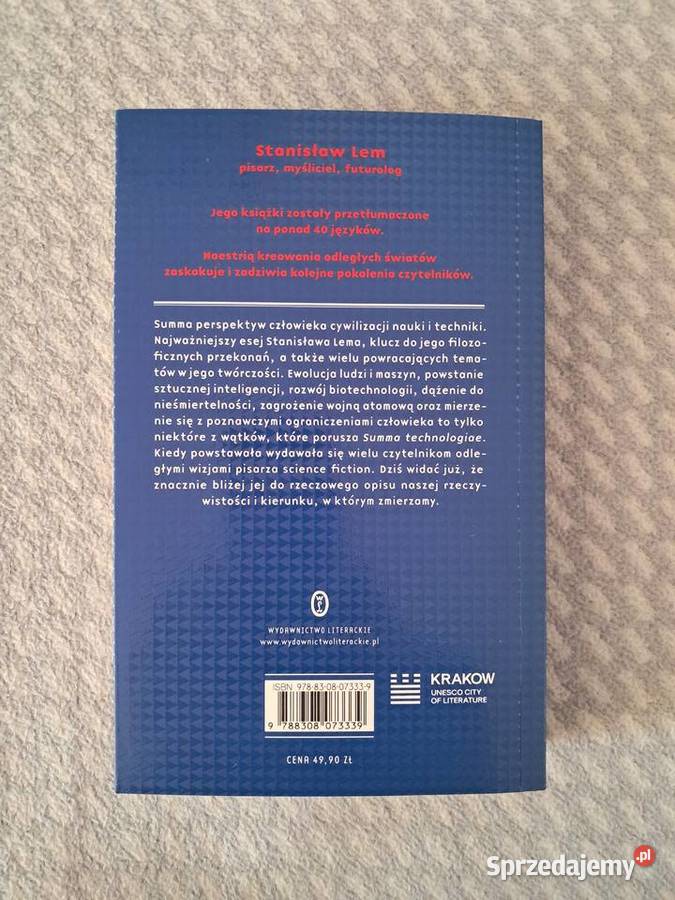 Stanisław Lem
pisarz, myśliciel, futurolog
Jego książki zostały przetłumaczone
na ponad 40 języków.
Maestrią kreowania odległych światów
zaskakuje i zadziwia kolejne pokolenia czytelników.
Summa perspektyw człowieka cywilizacji nauki i techniki.
Najważniejszy esej Stanisława Lema, klucz do jego filozo-
ficznych przekonań, a także wielu powracających tema-
tów w jego twórczości. Ewolucja ludzi i maszyn, powstanie
sztucznej inteligencji, rozwój biotechnologii, dążenie do
nieśmiertelności, zagrożenie wojną atomową oraz mierze-
nie się z poznawczymi ograniczeniami człowieka to tylko
niektóre z wątków, które porusza Summa technologiae.
Kiedy powstawała wydawała się wielu czytelnikom odle-
głymi wizjami pisarza science fiction. Dziś widać już, że
znacznie bliżej jej do rzeczowego opisu naszej rzeczy-
wistości i kierunku, w którym zmierzamy.
WYDAWNICTWO LITERACKIE
www.wydawnictwoliterackie.pl
ISBN 978-83-08-07333-9
9 788308 073339
KRAKOW
UNESCO CITY
OF LITERATURE
CENA 49,90 ZŁ
Sprzedajemy.pl